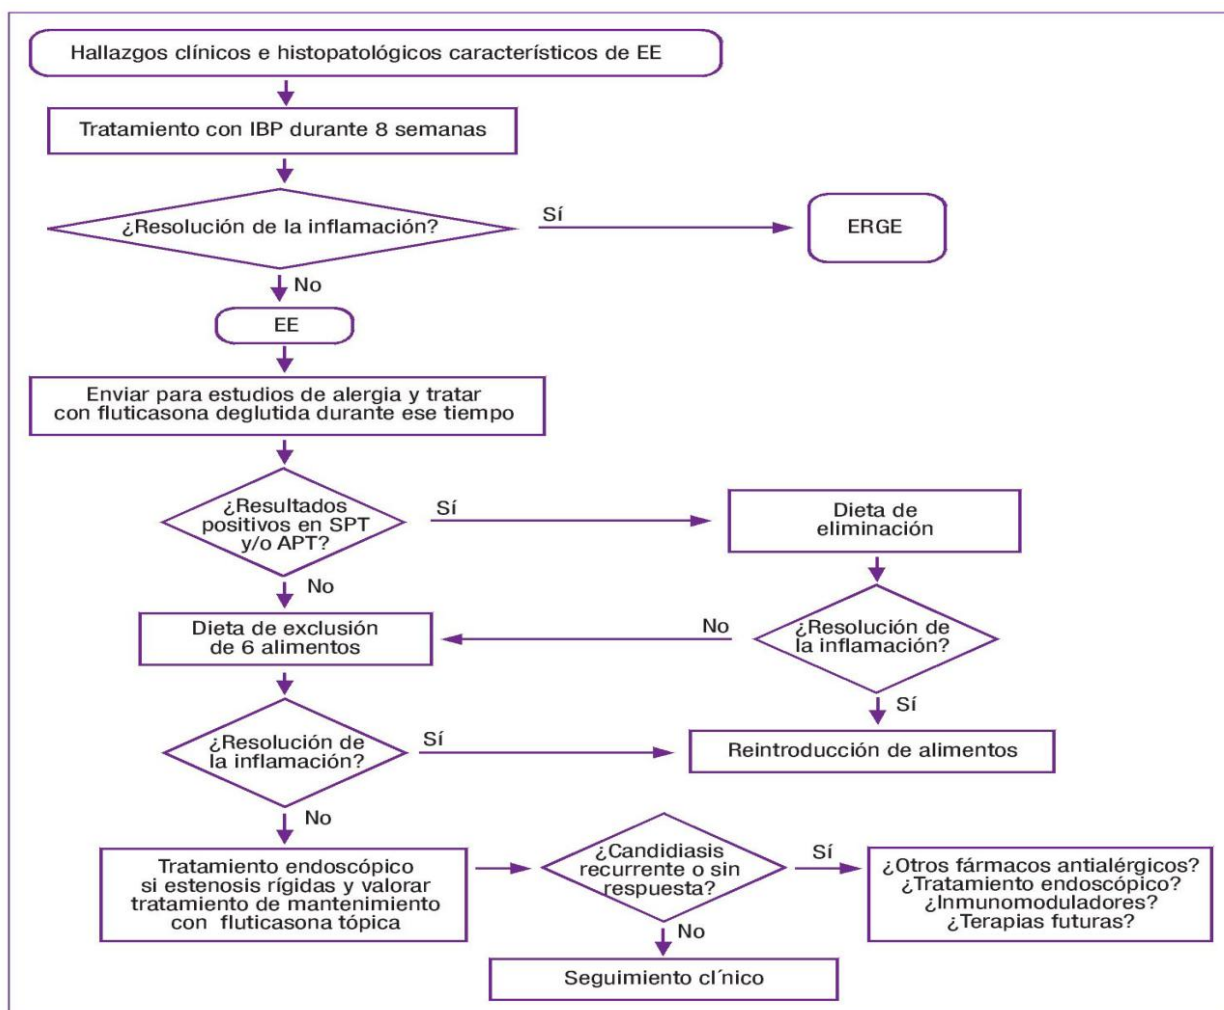 Hallazgos clínicos e histopatológicos característicos de EE
Tratamiento con IBP durante 8 semanas
¿Resolución de la inflamación?
Sí
ERGE
No
EE
Enviar para estudios de alergia y tratar
con fluticasona deglutida durante ese tiempo
¿Resultados
positivos en SPT
y/o APT?
Sí
Dieta de
eliminación
No
Dieta de exclusión
de 6 alimentos
No
¿Resolución de
la inflamación?
Sí
¿Resolución de
la inflamación?
Sí
Reintroducción de alimentos
No
Tratamiento endoscópico
si estenosis rígidas y valorar
tratamiento de mantenimiento
con fluticasona tópica
¿Candidiasis
recurrente o sin
respuesta?
Sí
¿Otros fármacos antialérgicos?
¿Tratamiento endoscópico?
¿Inmunomoduladores?
¿Terapias futuras?
No
Seguimiento cl´nico